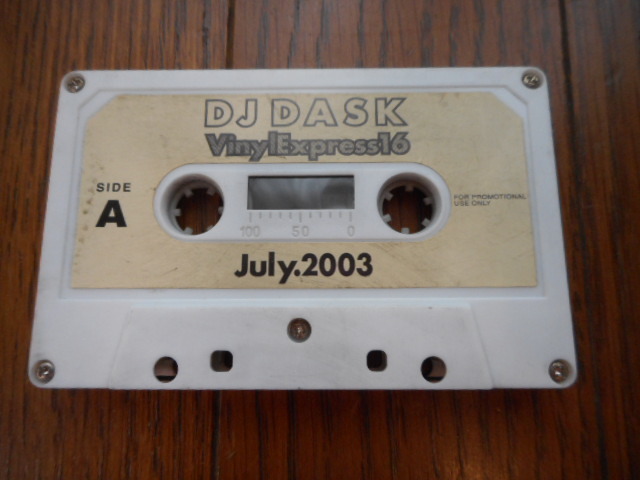 DJ DASK
VinylExpress16
SIDE
A
FOR PROMOTIONAL
USE ONLY
100 50 0
July.2003